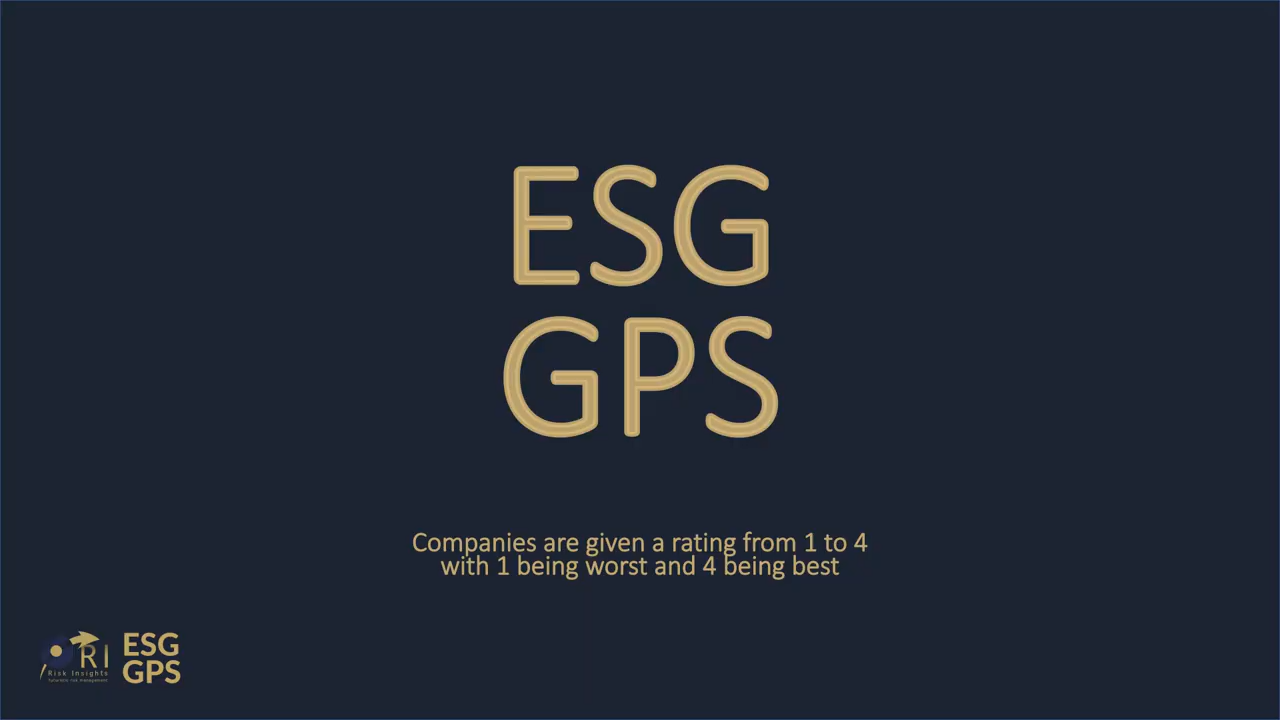 ESG
GPS
Companies are given a rating from 1 to 4
with 1 being worst and 4 being best
RI
Risk Insights
ESG
GPS